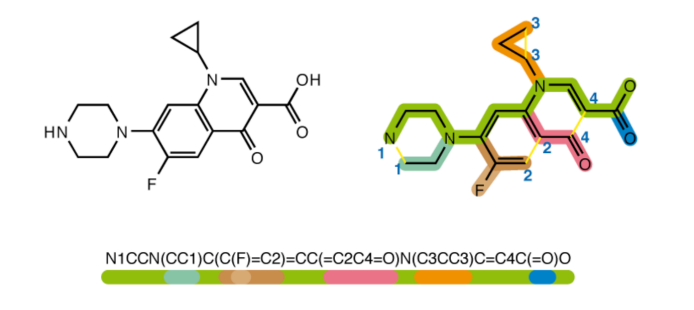 N
OH
O
HN
N
O
F
3
3
N
4
O
N
N
4
O
1
1
2
O
2
F
N1CCN(CC1)C(C(F)=C2)=CC(=C2C4=O)N(C3CC3)C=C4C(=O)O